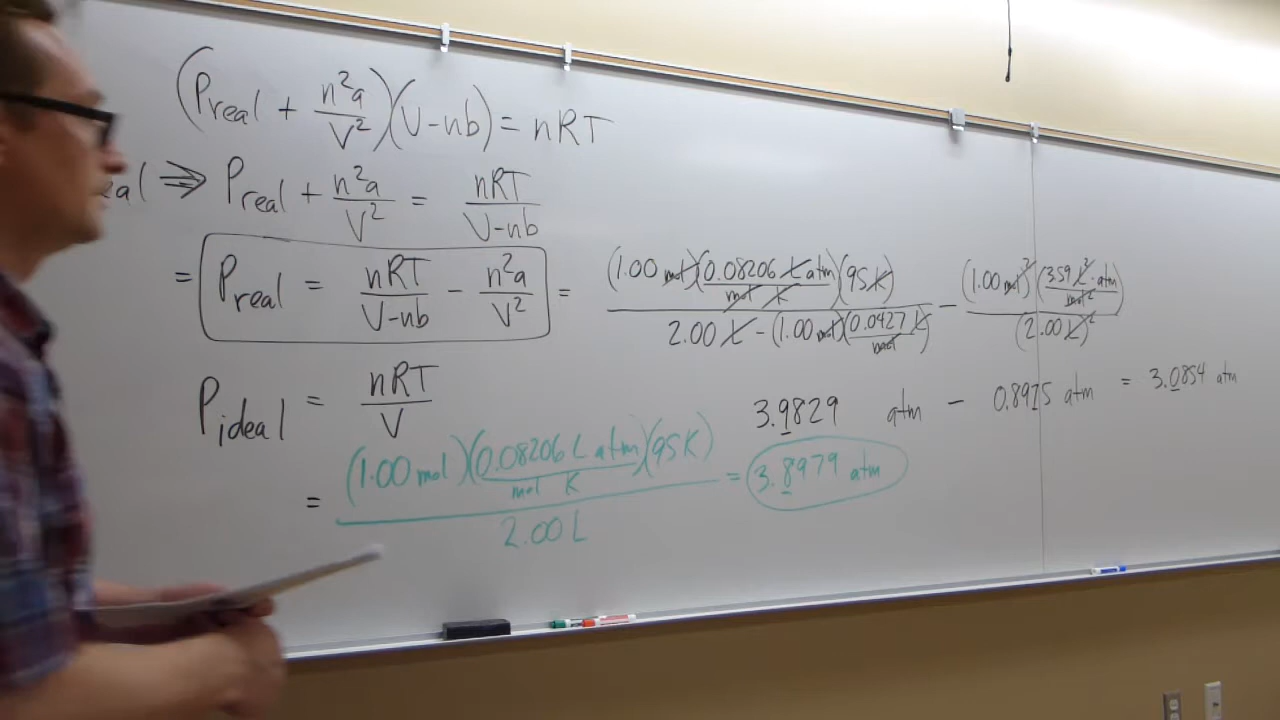 (Preal + n²a/V²)(V-nb) = nRT
eal ⇒ Preal + n²a/V² = nRT/V-nb
= Preal = nRT/V-nb - n²a/V² = (1.00 mol)(0.08206 L atm/mol K)(95K)/2.00 L - (1.00 mol)(0.0427 L/mol) - (1.00 mol)²(3.59 L²·atm/mol²)/(2.00 L)²
3.9829 atm - 0.8975 atm = 3.0854 atm
Pideal = nRT/V
= (1.00 mol)(0.08206 L atm/mol K)(95K)/2.00 L = 3.8979 atm